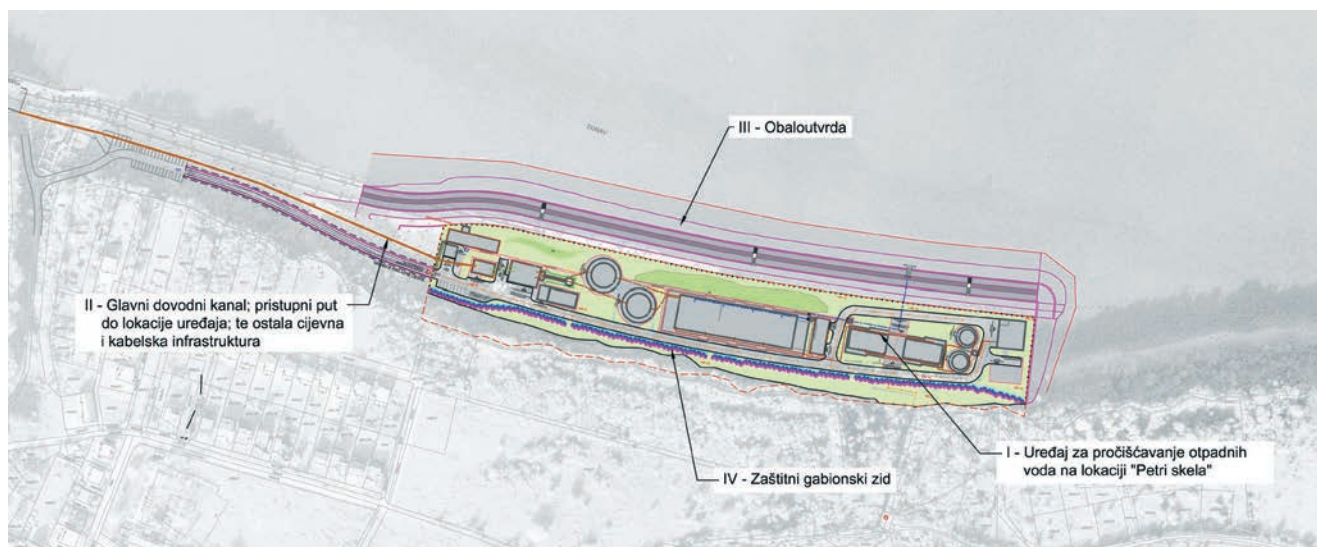 III - Obaloutvrda
DUNAV
II - Glavni dovodni kanal; pristupni put
do lokacije uređaja; te ostala cijevna
i kabelska infrastruktura
I - Uređaj za pročišćavanje otpadnih
voda na lokaciji "Petri skela"
IV - Zaštitni gabionski zid